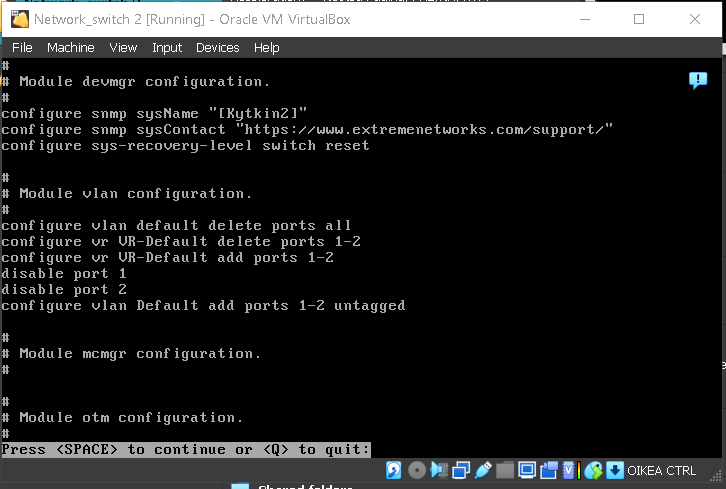 Network_switch 2 [Running] - Oracle VM VirtualBox
File Machine View Input Devices Help
#
# Module devmgr configuration.
#
configure snmp sysName "[Kytkin2]"
configure snmp sysContact "https://www.extremenetworks.com/support/"
configure sys-recovery-level switch reset
#
# Module vlan configuration.
#
configure vlan default delete ports all
configure vr VR-Default delete ports 1-2
configure vr VR-Default add ports 1-2
disable port 1
disable port 2
configure vlan Default add ports 1-2 untagged
#
# Module mcmgr configuration.
#
#
# Module otm configuration.
#
Press <SPACE> to continue or <Q> to quit:
OIKEA CTRL